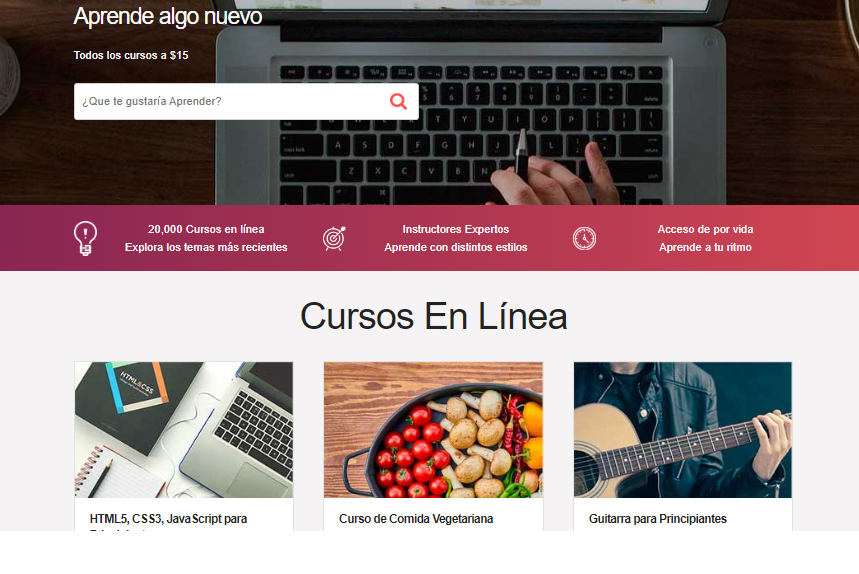 Aprende algo nuevo
Todos los cursos a $15
¿Que te gustaría Aprender?
20,000 Cursos en línea
Explora los temas más recientes
Instructores Expertos
Aprende con distintos estilos
Acceso de por vida
Aprende a tu ritmo
Cursos En Línea
HTML&CSS
HTML5, CSS3, JavaScript para
Curso de Comida Vegetariana
Guitarra para Principiantes